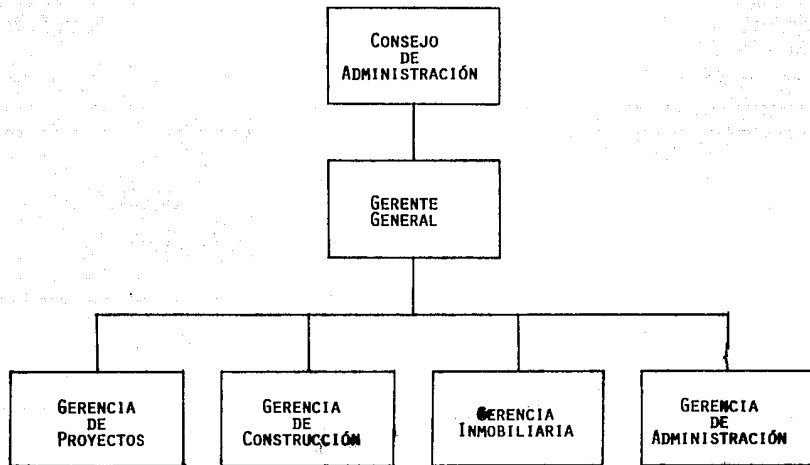 CONSEJO
DE
ADMINISTRACIÓN
GERENTE
GENERAL
GERENCIA
DE
PROYECTOS
GERENCIA
DE
CONSTRUCCIÓN
GERENCIA
INMOBILIARIA
GERENCIA
DE
ADMINISTRACIÓN